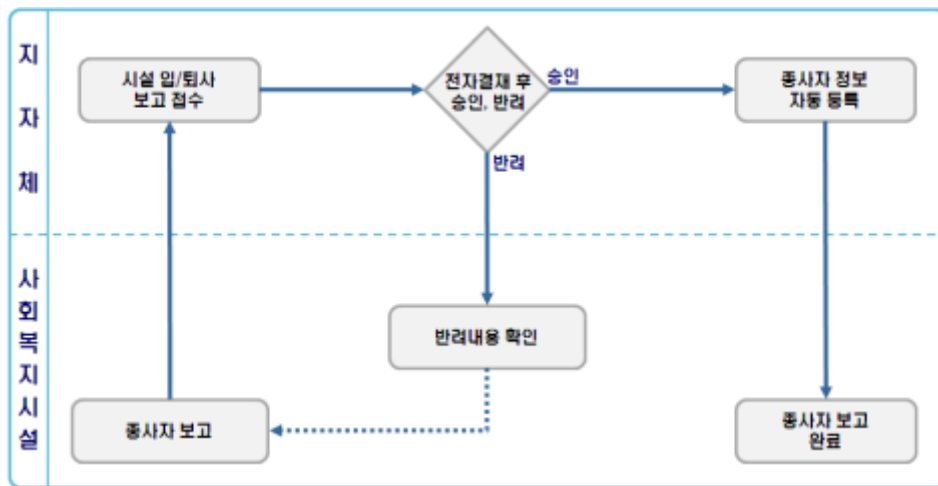 지자체
시설 입/퇴사
보고 접수
전자결재 후
승인, 반려
승인
종사자 정보
자동 등록
반려
사회복지시설
반려내용 확인
종사자 보고
종사자 보고
완료